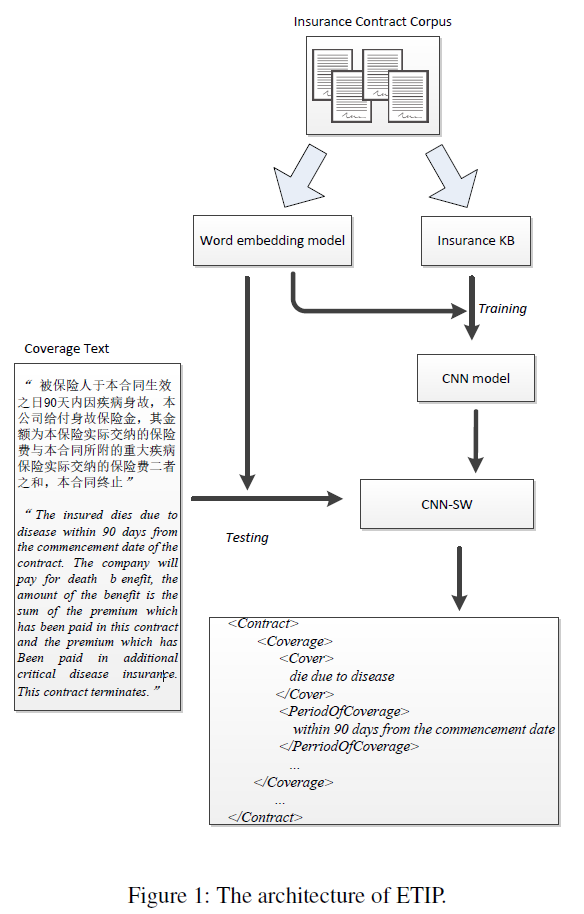 Insurance Contract Corpus
Word embedding model
Insurance KB
Training
Coverage Text
CNN model
“ 被保险人于本合同生效
之日90天内因疾病身故，本
公司给付身故保险金，其金
额为本保险实际交纳的保险
费与本合同所附的重大疾病
保险实际交纳的保险费二者
之和，本合同终止”
“ The insured dies due to
disease within 90 days from
the commencement date of the
contract. The company will
pay for death b enefit, the
amount of the benefit is the
sum of the premium which
has been paid in this contract
and the premium which has
Been paid in additional
critical disease insurance.
This contract terminates. ”
CNN-SW
Testing
<Contract>
<Coverage>
<Cover>
die due to disease
</Cover>
<PeriodOfCoverage>
within 90 days from the commencement date
</PerriodOfCoverage>
...
</Coverage>
...
</Contract>
Figure 1: The architecture of ETIP.